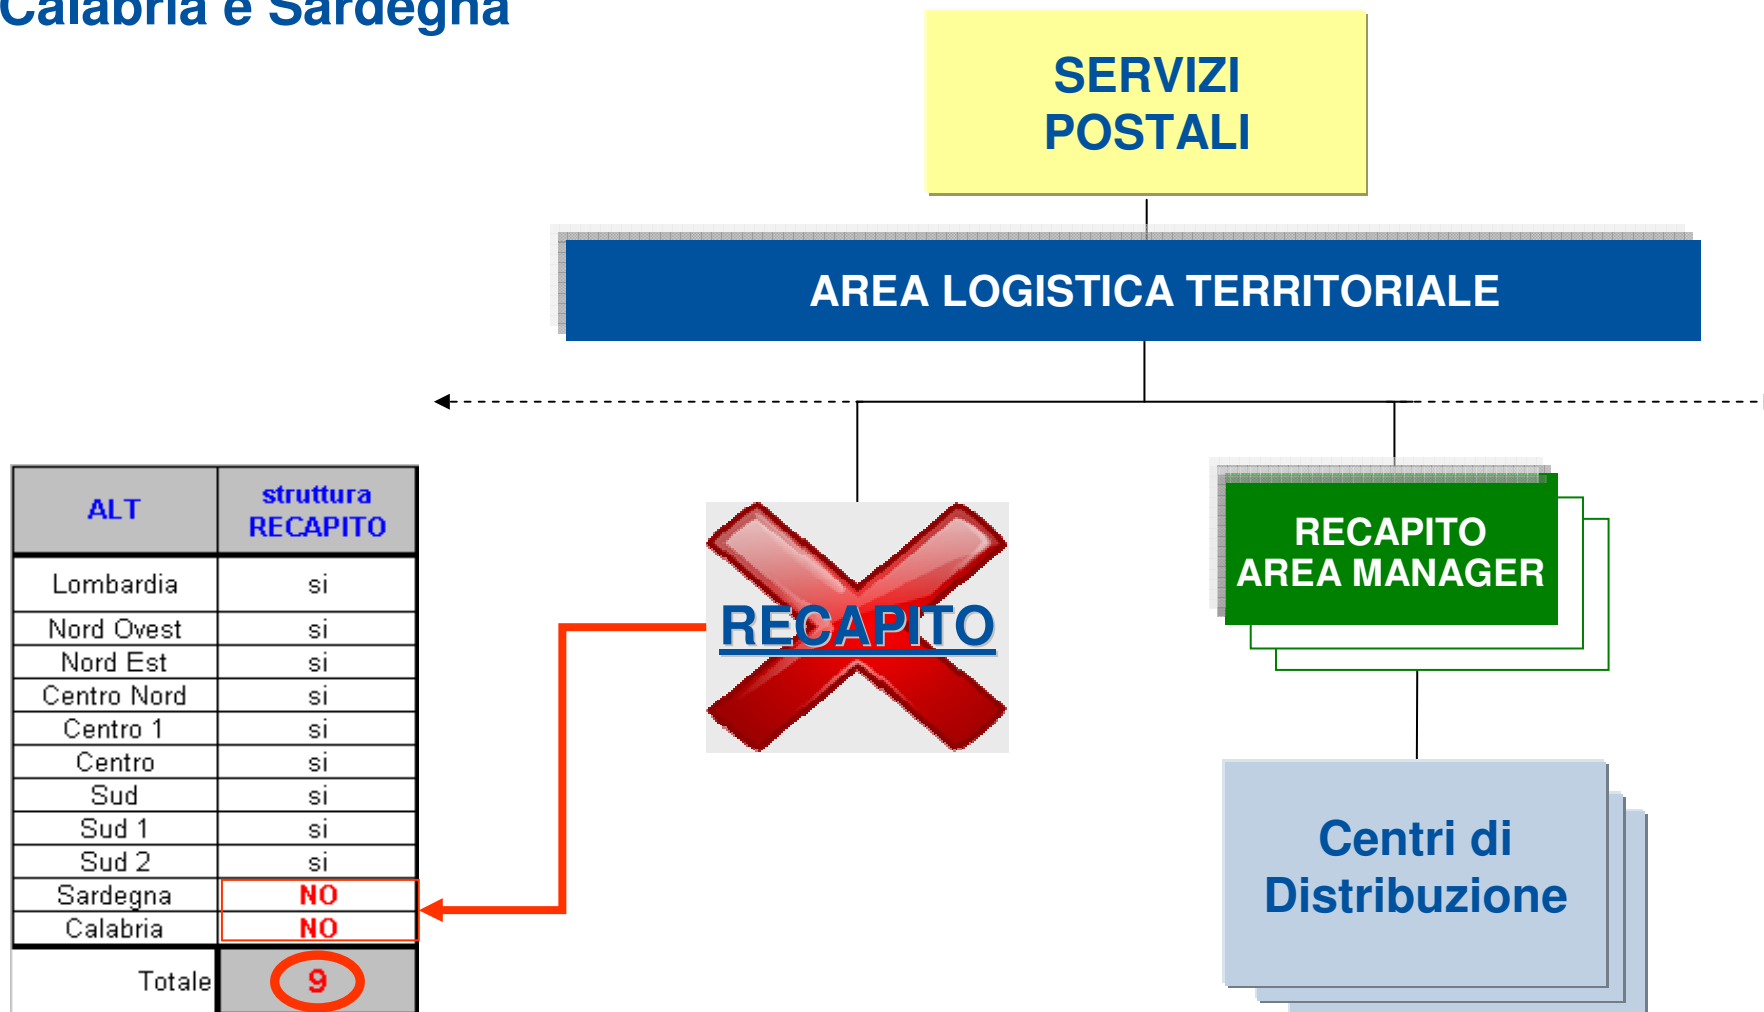 Calabria e Sardegna
SERVIZI
POSTALI
AREA LOGISTICA TERRITORIALE
RECAPITO
RECAPITO
AREA MANAGER
Centri di
Distribuzione
ALT struttura RECAPITO
Lombardia si
Nord Ovest si
Nord Est si
Centro Nord si
Centro 1 si
Centro si
Sud si
Sud 1 si
Sud 2 si
Sardegna NO
Calabria NO
Totale 9